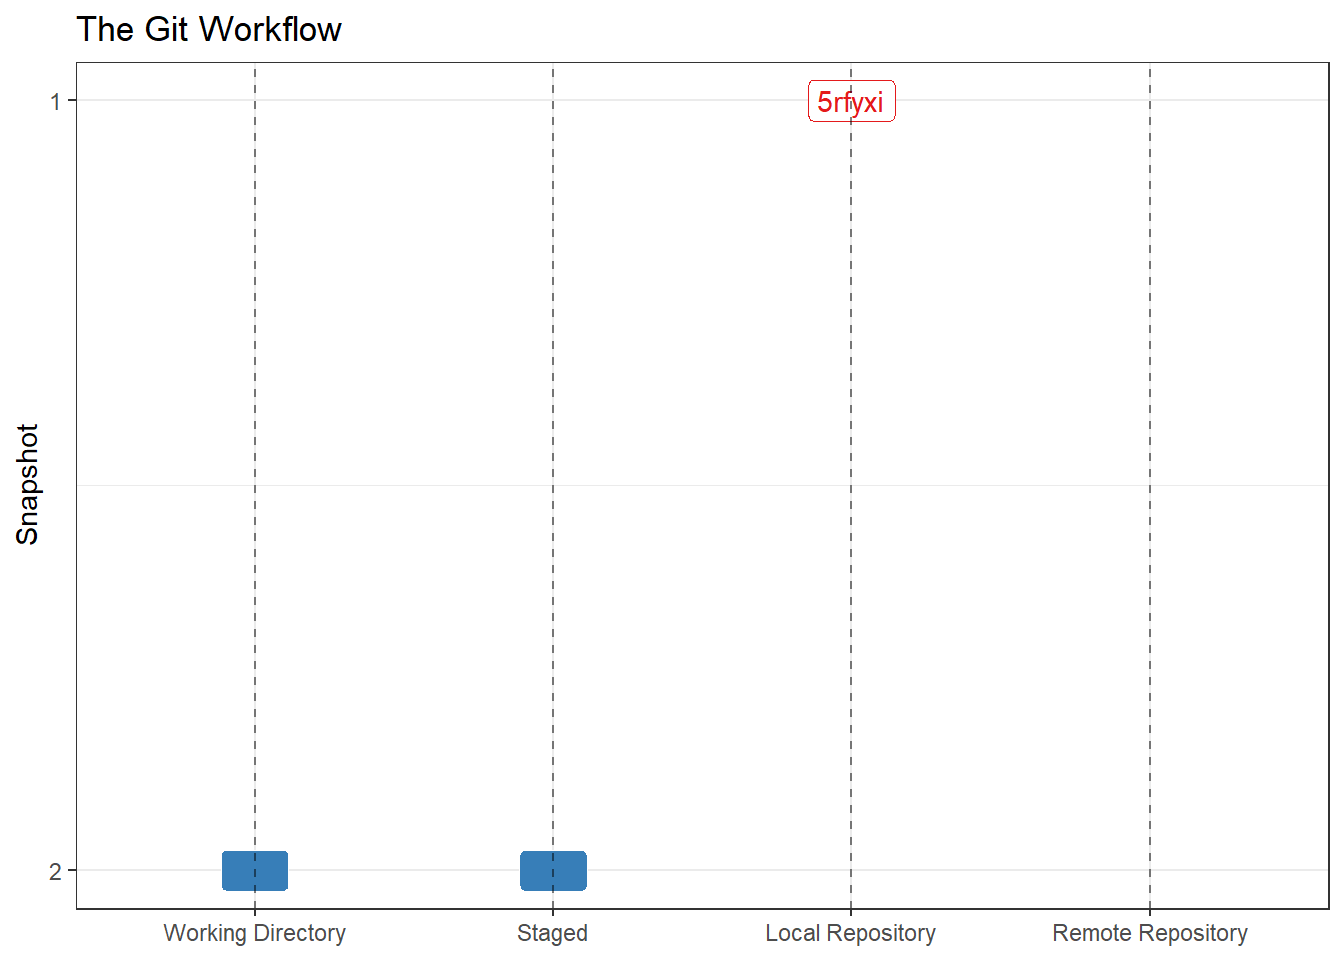 The Git Workflow
1
5rfyxi
Snapshot
2
Working Directory
Staged
Local Repository
Remote Repository